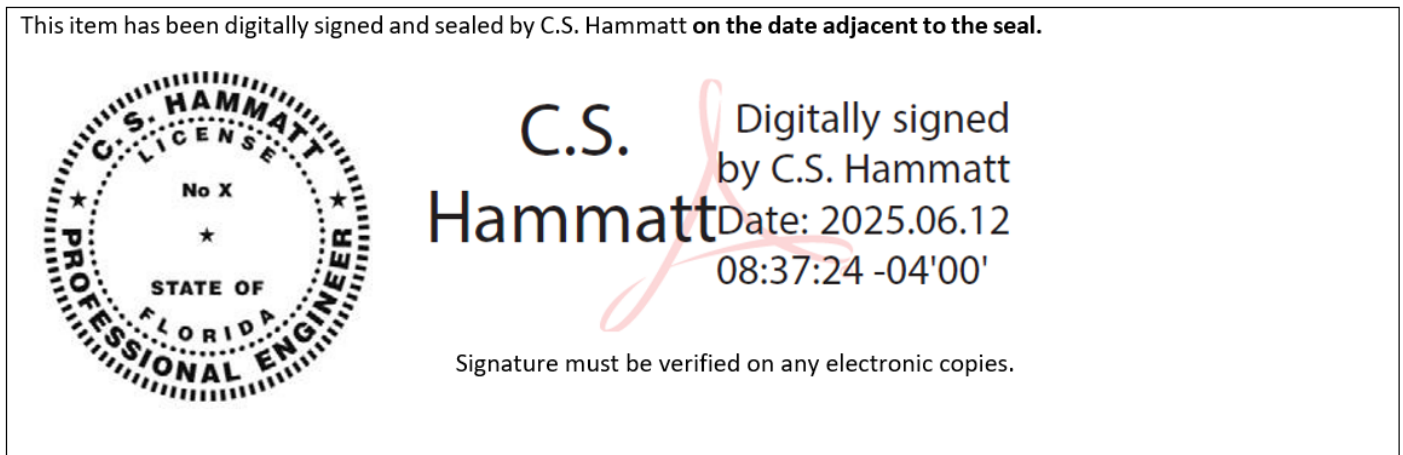 This item has been digitally signed and sealed by C.S. Hammatt on the date adjacent to the seal.
C. S. HAMMATT
LICENSE
No X
STATE OF
FLORIDA
PROFESSIONAL ENGINEER
C.S.
Hammatt
Digitally signed
by C.S. Hammatt
Date: 2025.06.12
08:37:24 -04'00'
Signature must be verified on any electronic copies.